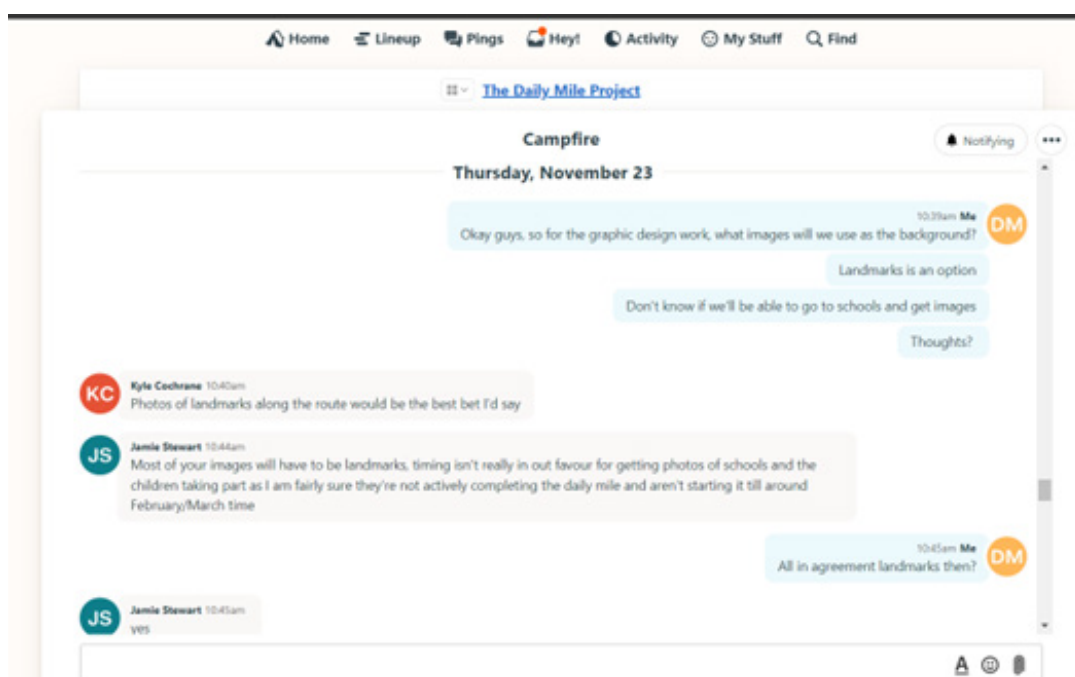 Home Lineup Pings Hey! Activity My Stuff Find
The Daily Mile Project
Campfire
Notifying
Thursday, November 23
10:39am Me
DM
Okay guys, so for the graphic design work, what images will we use as the background?
Landmarks is an option
Don't know if we'll be able to go to schools and get images
Thoughts?
KC
Kyle Cochrane 10:40am
Photos of landmarks along the route would be the best bet I'd say
JS
Jamie Stewart 10:44am
Most of your images will have to be landmarks, timing isn't really in out favour for getting photos of schools and the
children taking part as I am fairly sure they're not actively completing the daily mile and aren't starting it till around
February/March time
10:45am Me
DM
All in agreement landmarks then?
JS
Jamie Stewart 10:45am
yes
A